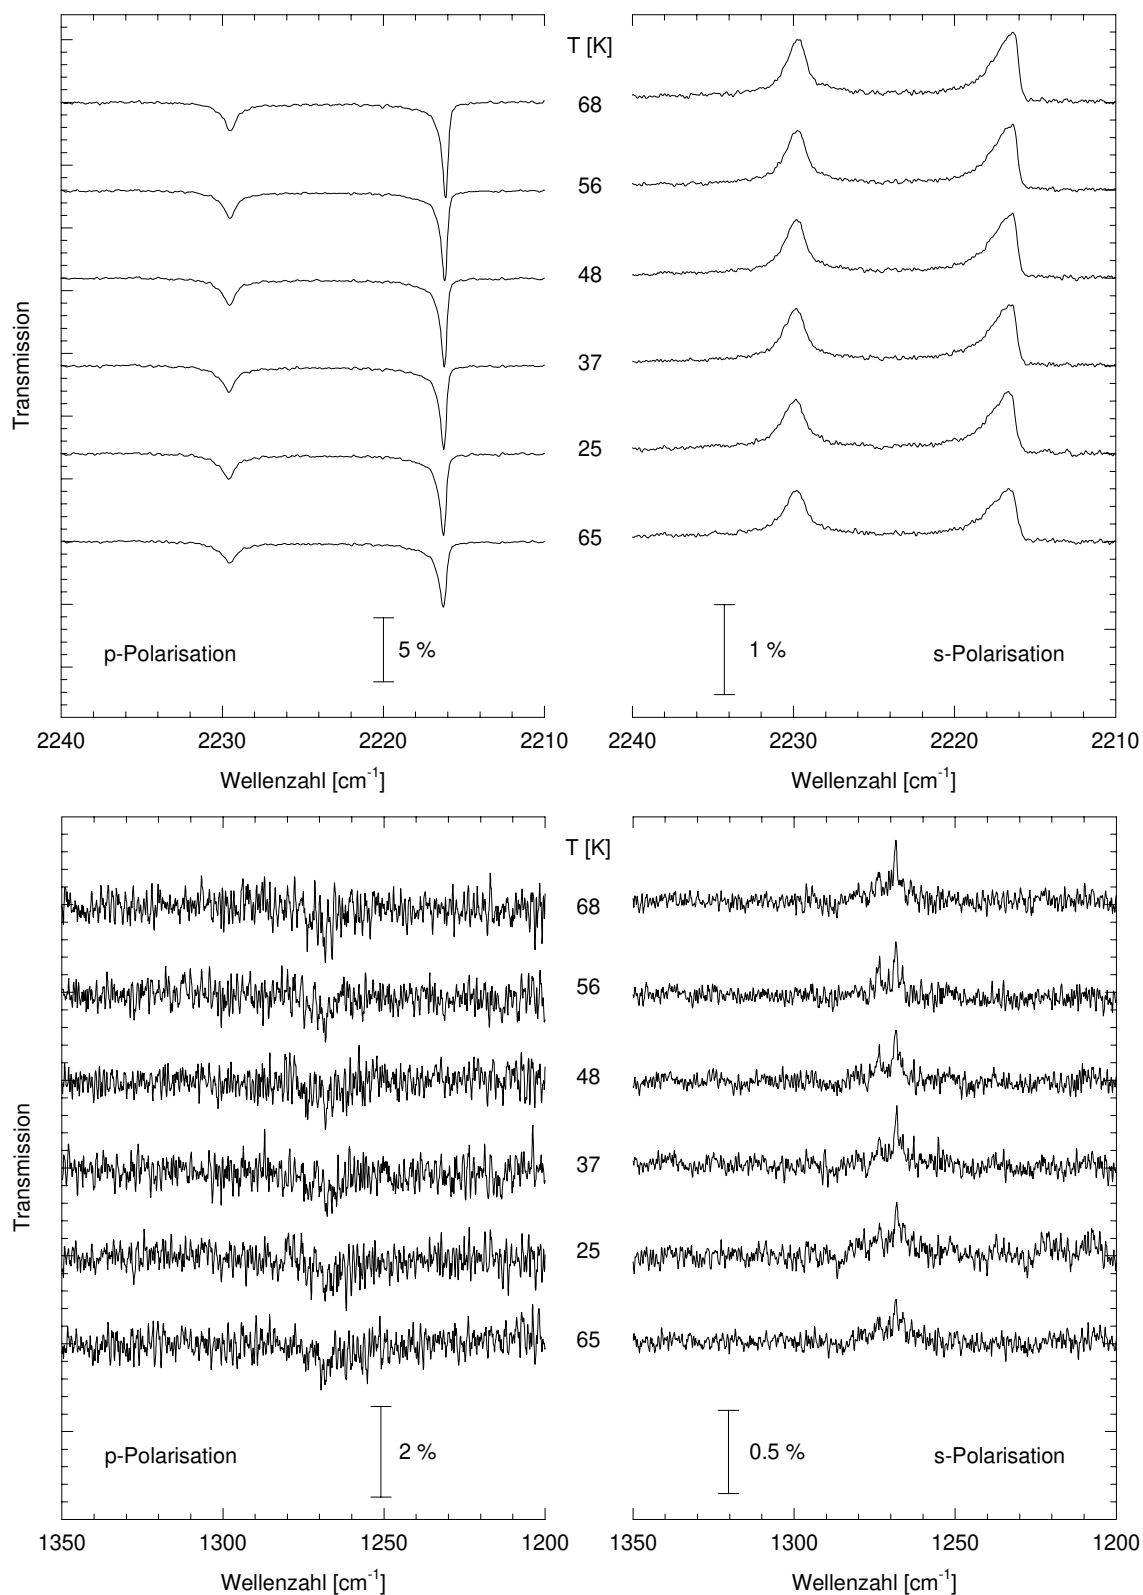 T [K]
68
56
48
37
25
65
Transmission
p-Polarisation
5 %
1 %
s-Polarisation
2240 2230 2220 2210
2240 2230 2220 2210
Wellenzahl [cm-1]
Wellenzahl [cm-1]
T [K]
68
56
48
37
25
65
Transmission
p-Polarisation
2 %
0.5 %
s-Polarisation
1350 1300 1250 1200
1350 1300 1250 1200
Wellenzahl [cm-1]
Wellenzahl [cm-1]